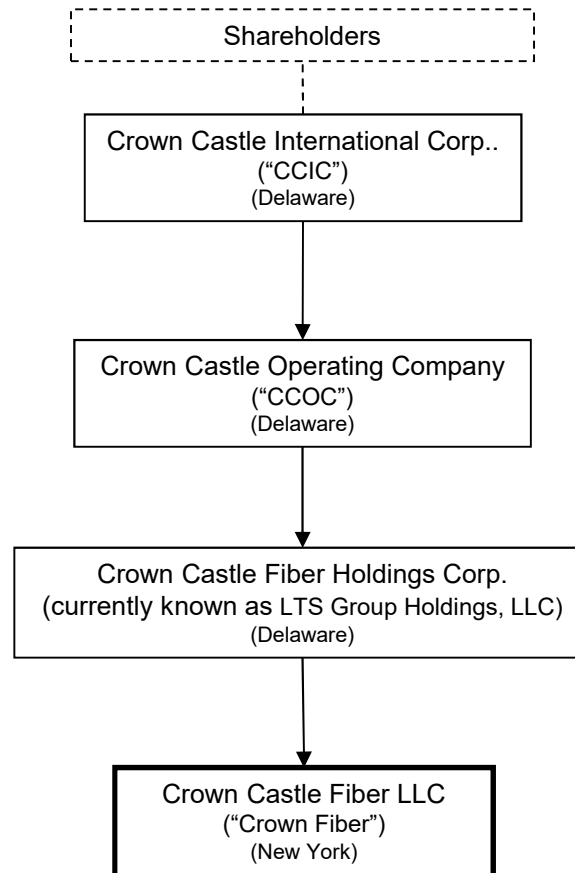 Shareholders
Crown Castle International Corp..
(“CCIC”)
(Delaware)
Crown Castle Operating Company
(“CCOC”)
(Delaware)
Crown Castle Fiber Holdings Corp.
(currently known as LTS Group Holdings, LLC)
(Delaware)
Crown Castle Fiber LLC
(“Crown Fiber”)
(New York)